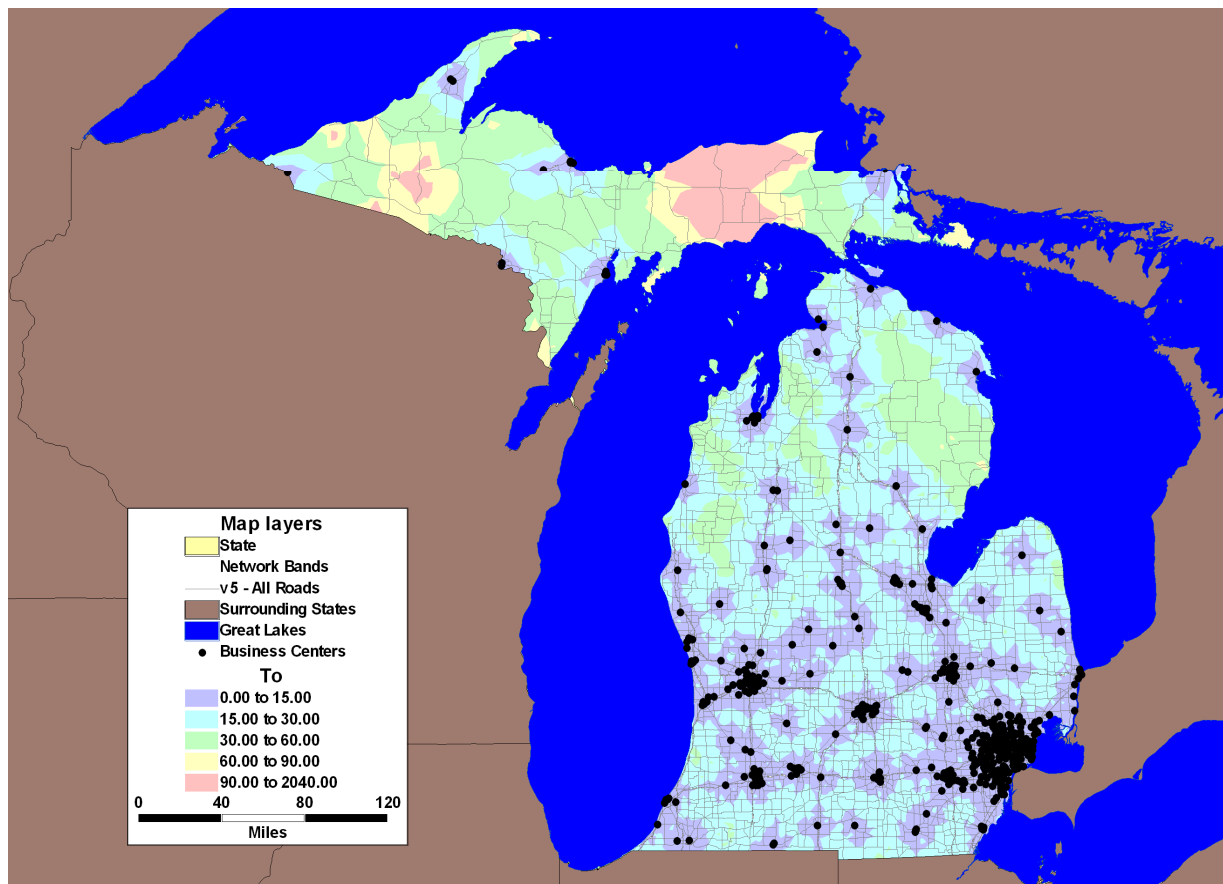 Map layers
State
Network Bands
v5 - All Roads
Surrounding States
Great Lakes
Business Centers
To
0.00 to 15.00
15.00 to 30.00
30.00 to 60.00
60.00 to 90.00
90.00 to 2040.00
0 40 80 120
Miles